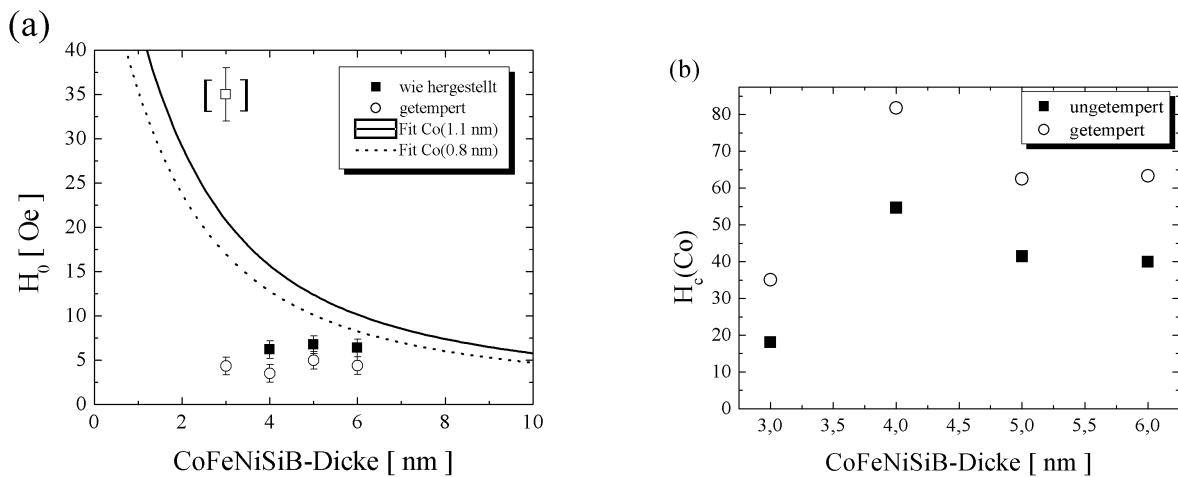 (a)
40
35
30
25
20
15
10
5
0
H0 [ Oe ]
0 2 4 6 8 10
CoFeNiSiB-Dicke [ nm ]
[ ]
wie hergestellt
getempert
Fit Co(1.1 nm)
Fit Co(0.8 nm)
(b)
80
70
60
50
40
30
20
10
0
Hc(Co)
3,0 3,5 4,0 4,5 5,0 5,5 6,0
CoFeNiSiB-Dicke [ nm ]
ungetempert
getempert